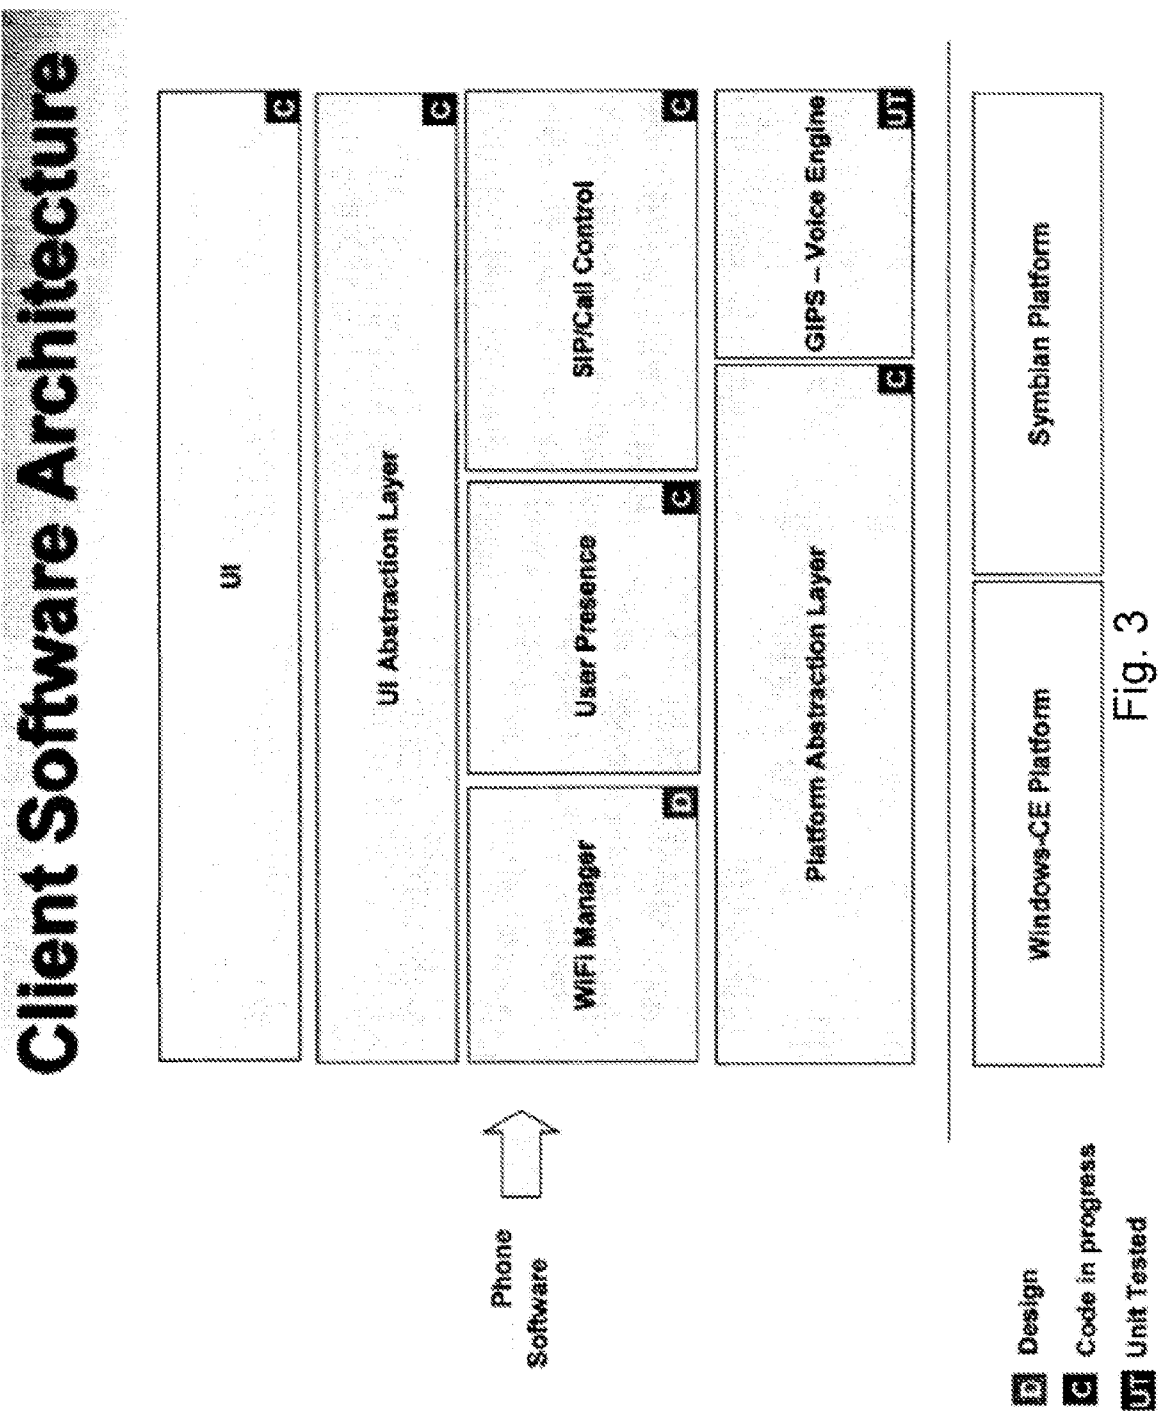 Client Software Architecture
UI
C
UI Abstraction Layer
C
Phone
Software
WiFi Manager
D
User Presence
C
SIP/Call Control
C
Platform Abstraction Layer
C
GIPS – Voice Engine
UT
Windows-CE Platform
Symbian Platform
D Design
C Code in progress
UT Unit Tested
Fig. 3